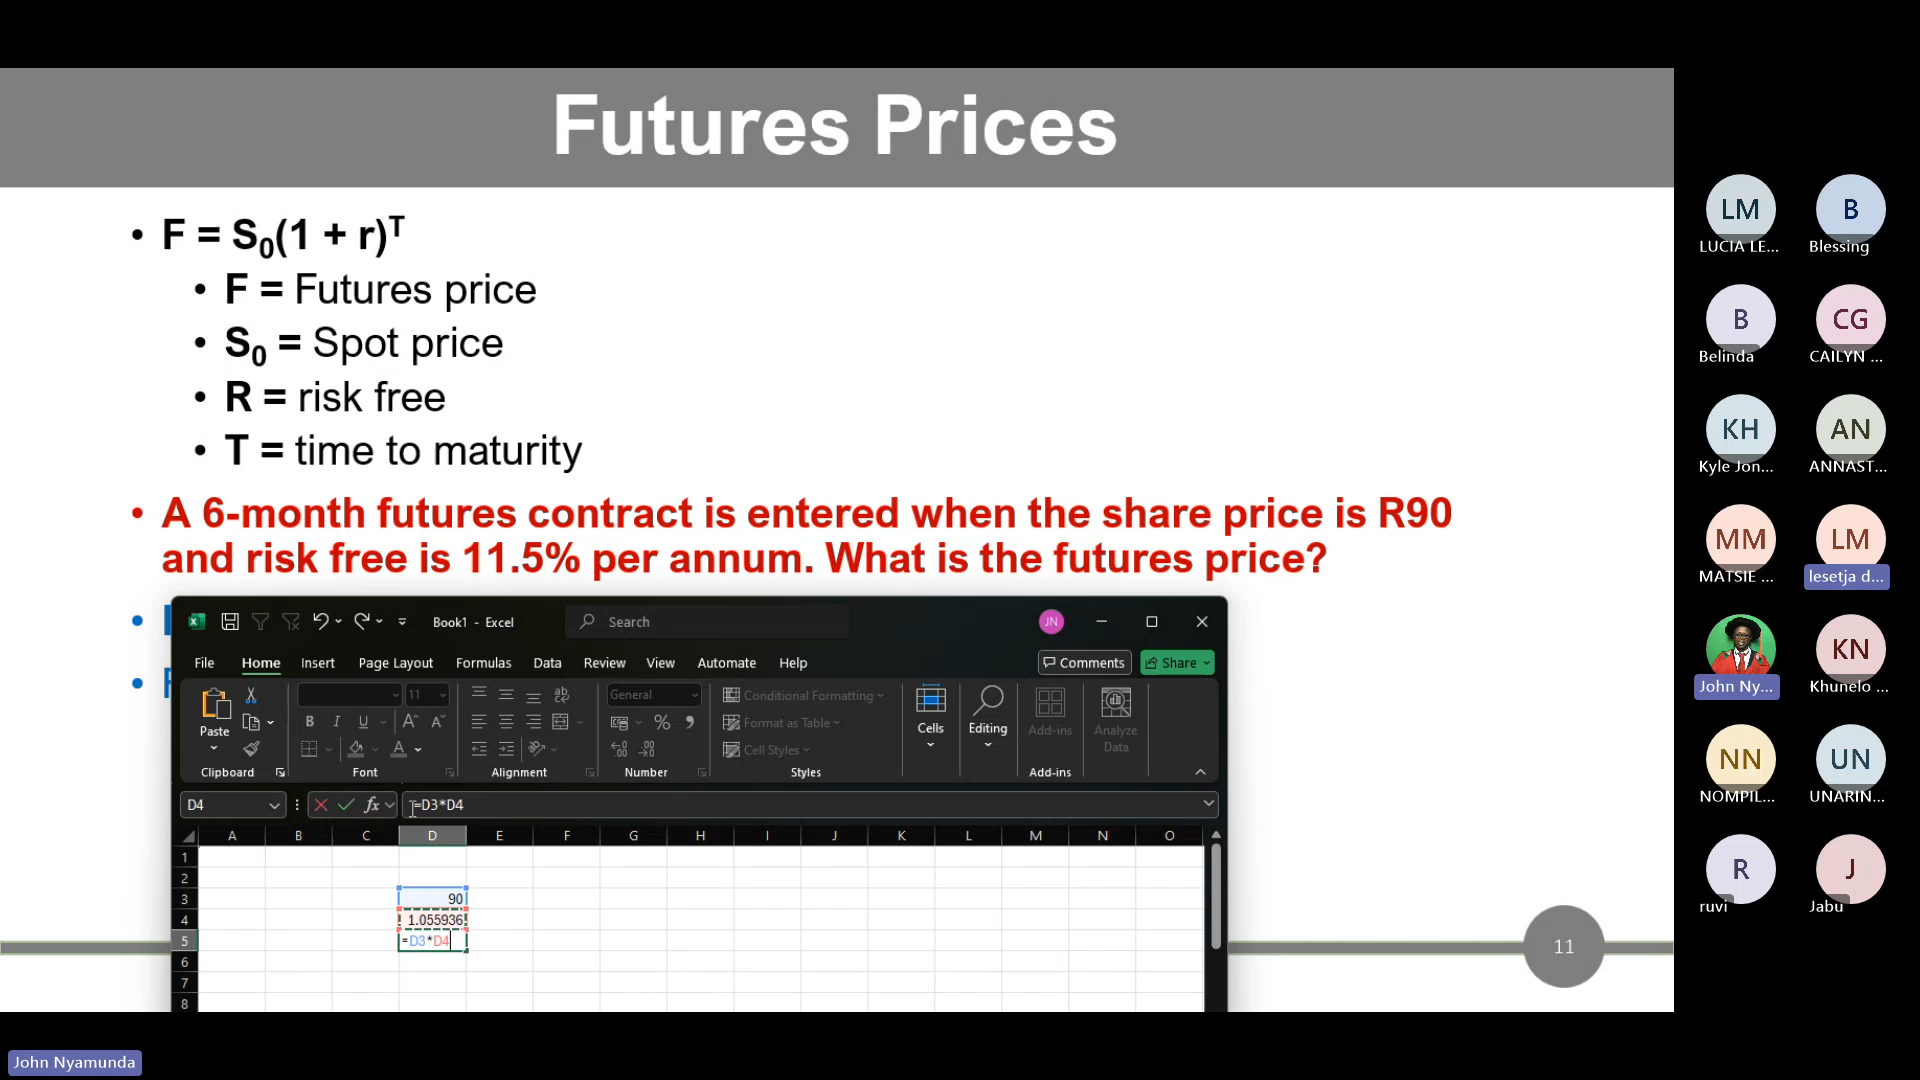 Futures Prices
• F = S₀(1 + r)ᵀ
• F = Futures price
• S₀ = Spot price
• R = risk free
• T = time to maturity
• A 6-month futures contract is entered when the share price is R90
and risk free is 11.5% per annum. What is the futures price?
Book1 - Excel
Search
JN
File Home Insert Page Layout Formulas Data Review View Automate Help
Comments Share
Paste
11
B I U
General
Conditional Formatting
Format as Table
Cell Styles
Cells
Editing
Add-ins
Analyze
Data
Clipboard Font Alignment Number Styles Add-ins
D4 fx =D3*D4
A B C D E F G H I J K L M N O
1
2
3 90
4 1.055936
5 =D3*D4
6
7
8
11
LM
LUCIA LE...
B
Blessing
B
Belinda
CG
CAILYN ...
KH
Kyle Jon...
AN
ANNAST...
MM
MATSIE ...
LM
lesetja d...
John Ny...
KN
Khunelo ...
NN
NOMPIL...
UN
UNARIN...
R
ruvi
J
Jabu
John Nyamunda